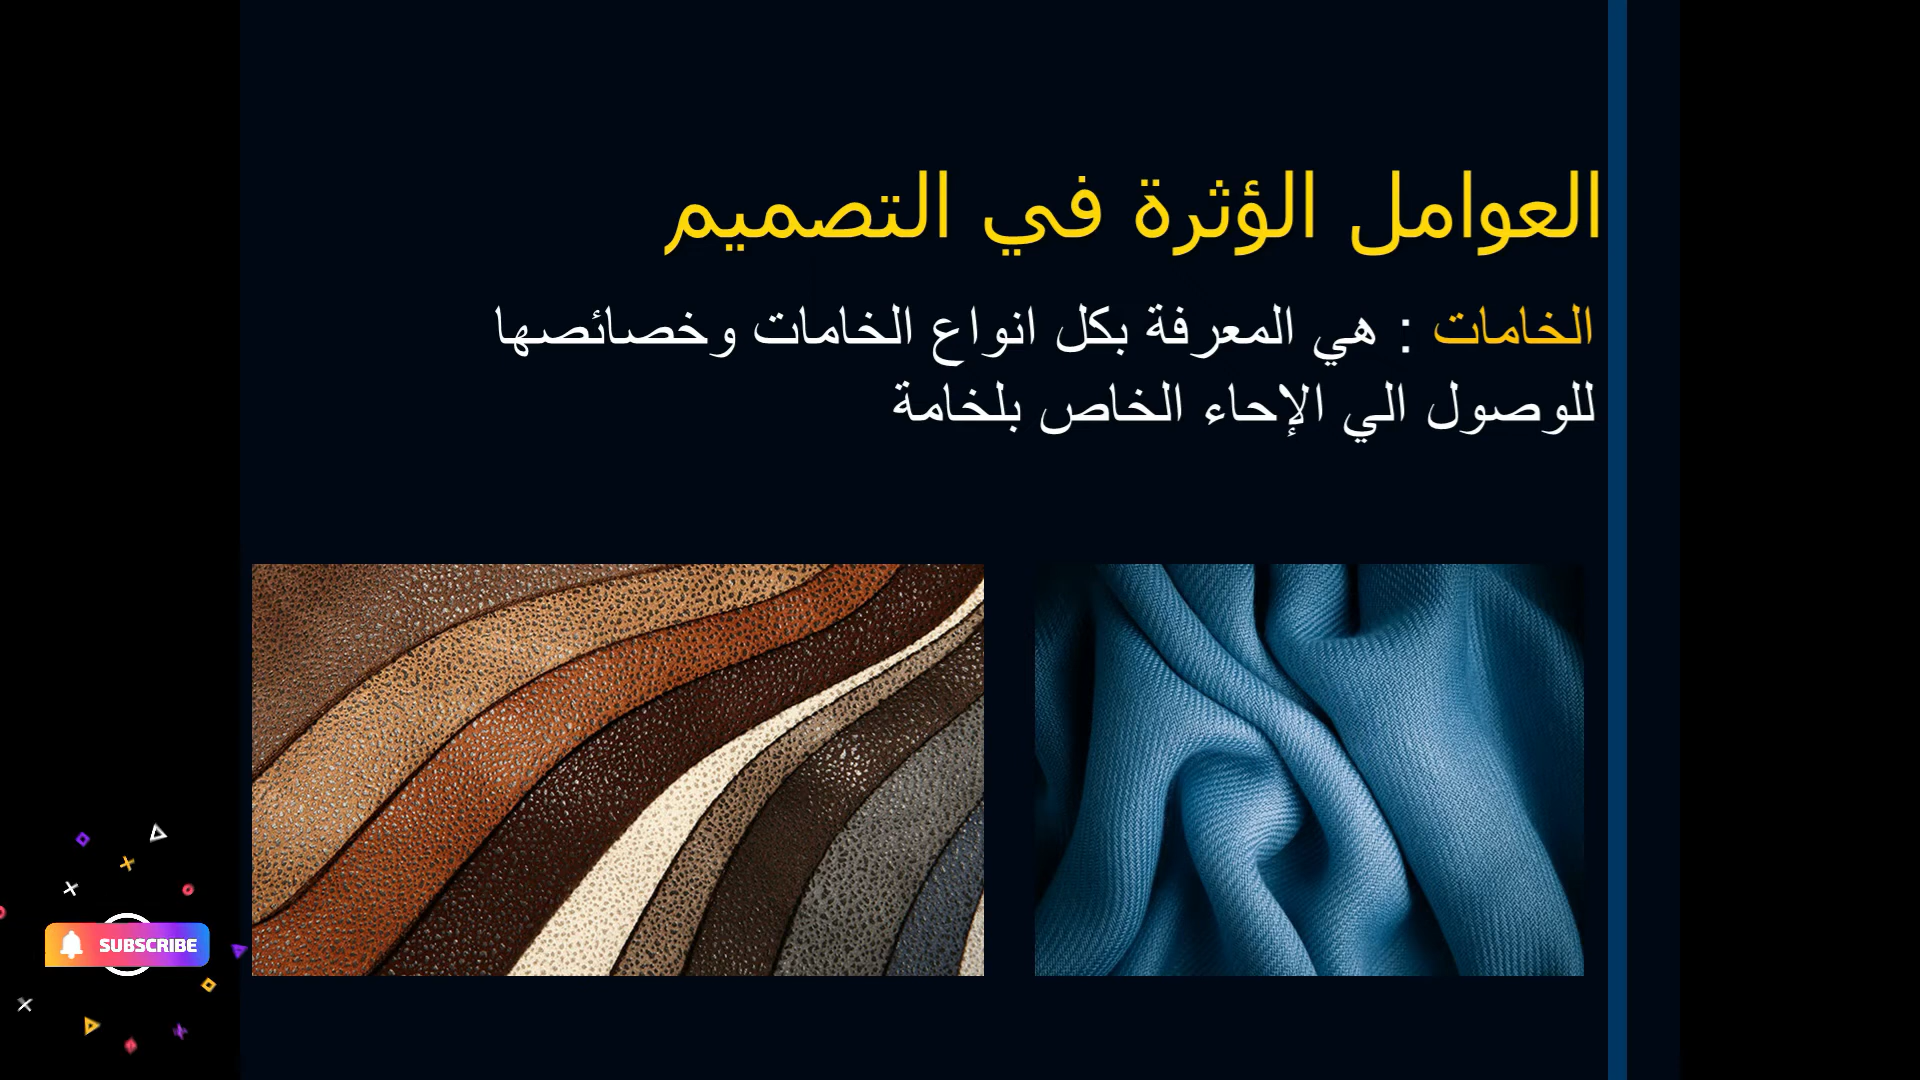 العوامل الؤثرة في التصميم
الخامات : هي المعرفة بكل انواع الخامات وخصائصها
للوصول الي الإحاء الخاص بلخامة
SUBSCRIBE